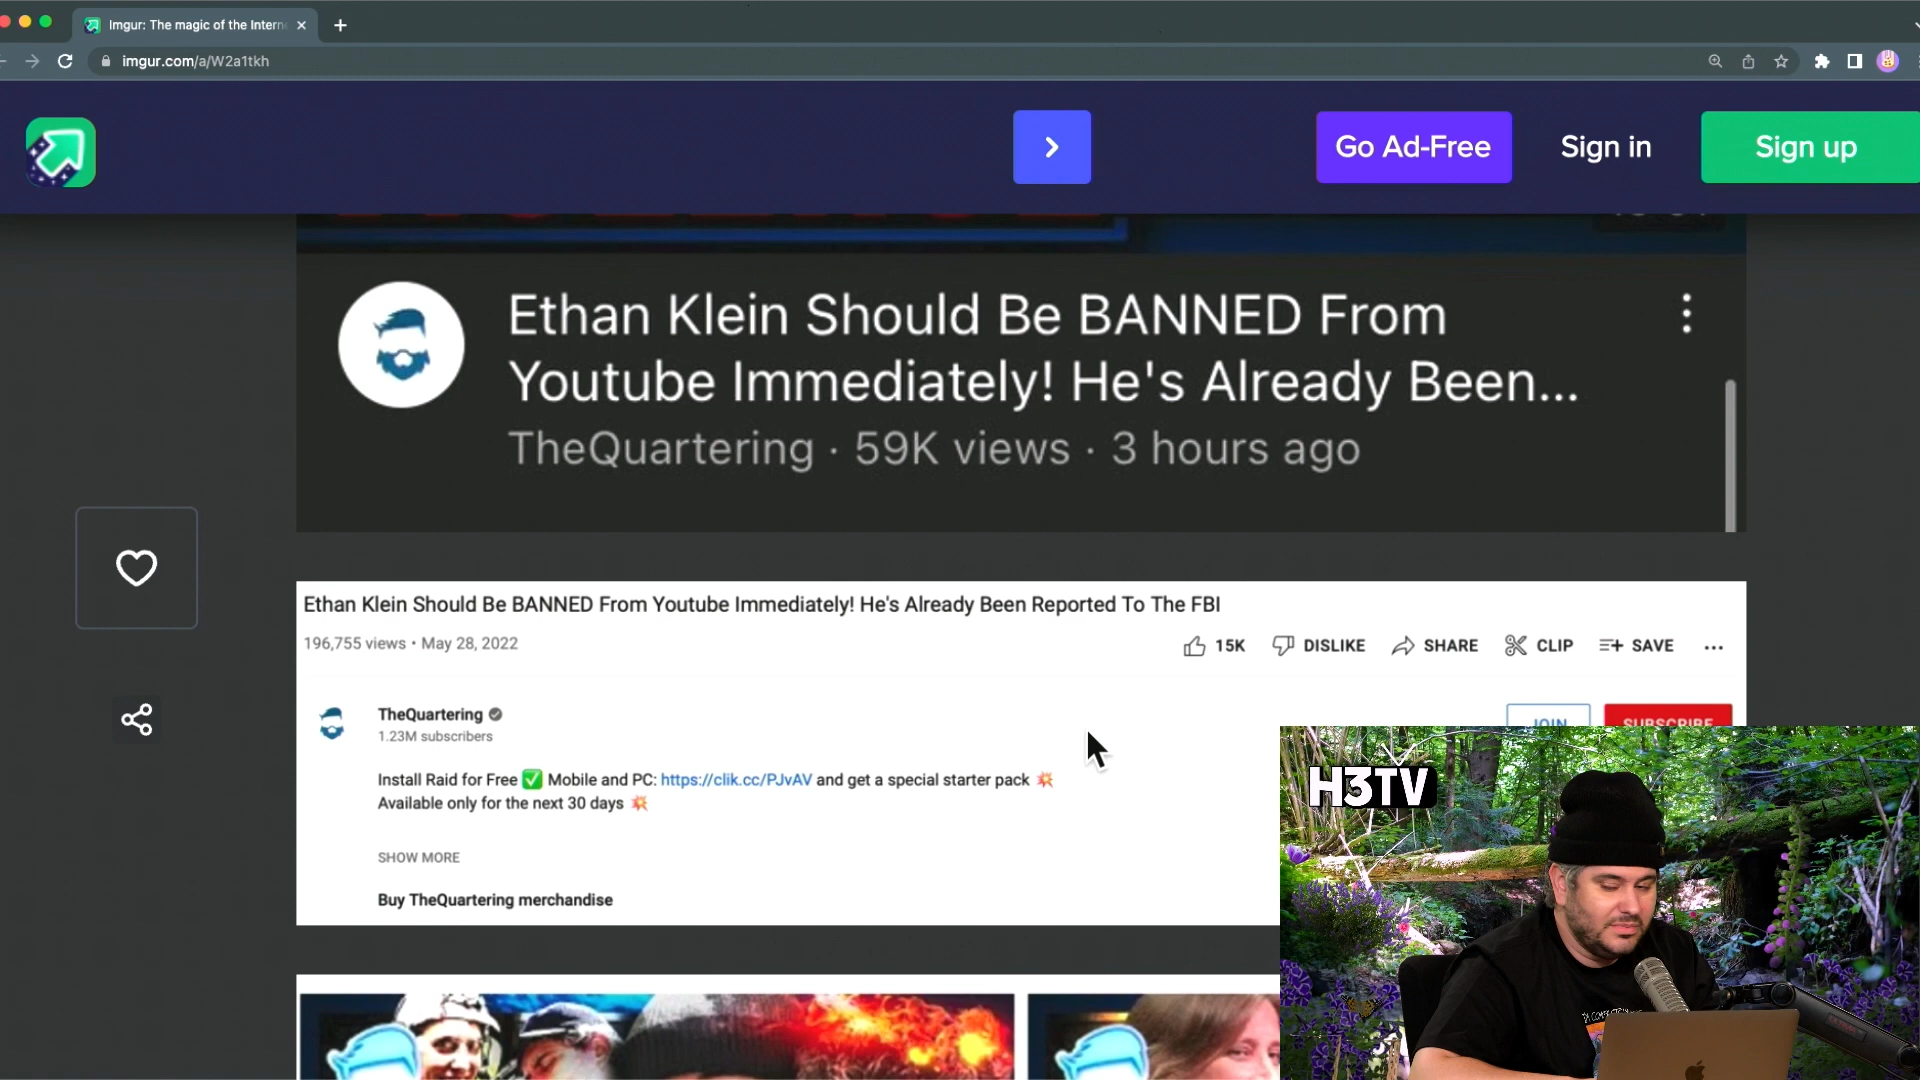 Imgur: The magic of the Intern
imgur.com/a/W2a1tkh
Go Ad-Free
Sign in
Sign up
Ethan Klein Should Be BANNED From
Youtube Immediately! He's Already Been...
TheQuartering · 59K views · 3 hours ago
Ethan Klein Should Be BANNED From Youtube Immediately! He's Already Been Reported To The FBI
196,755 views • May 28, 2022
15K DISLIKE SHARE CLIP SAVE
TheQuartering
1.23M subscribers
JOIN
SUBSCRIBE
Install Raid for Free ✅ Mobile and PC: https://clik.cc/PJvAV and get a special starter pack 💥
Available only for the next 30 days 💥
SHOW MORE
Buy TheQuartering merchandise
H3TV